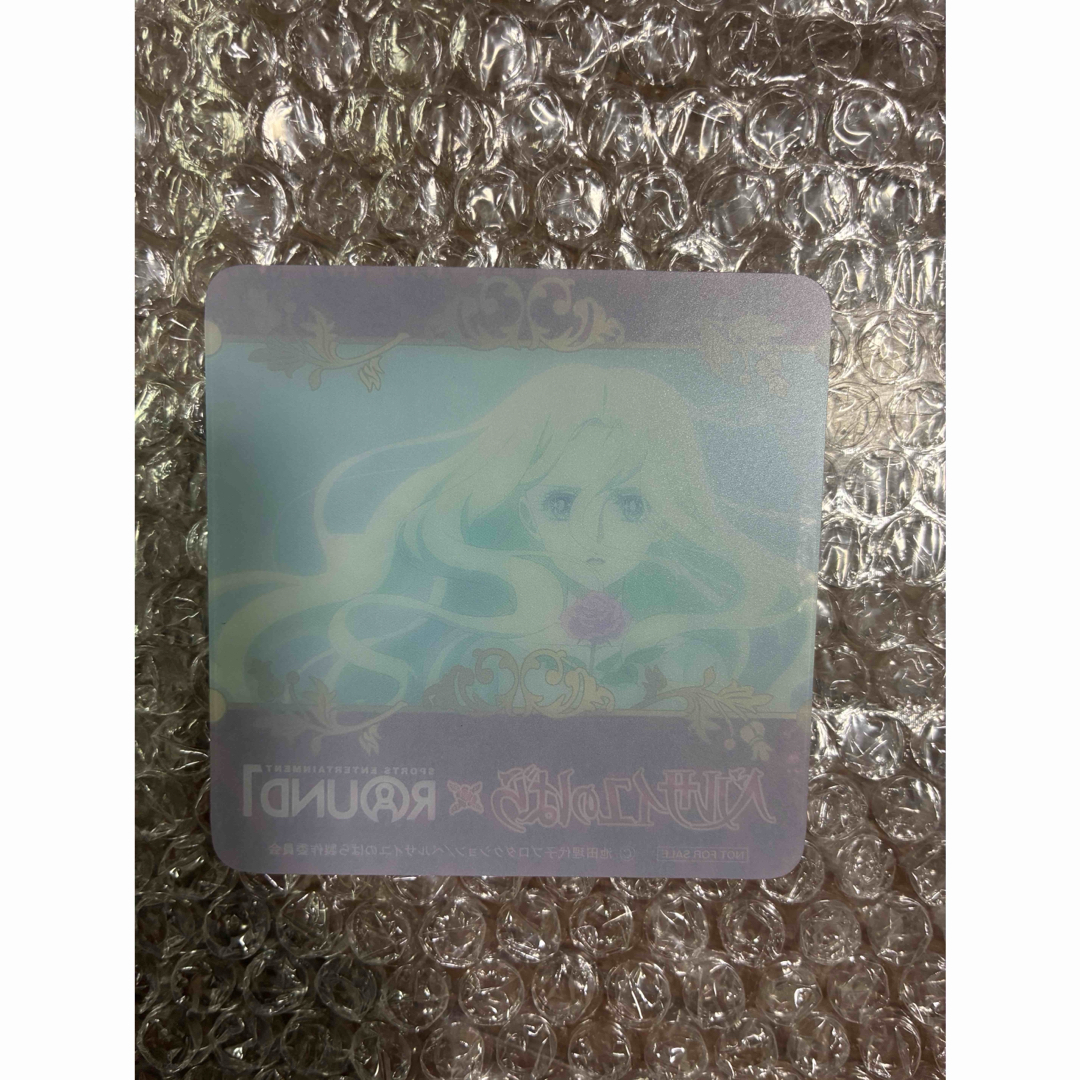 ベルサイユのばら × SPORTS ENTERTAINMENT ROUND1
NOT FOR SALE Ⓒ池田理代子プロダクション/ベルサイユのばら製作委員会